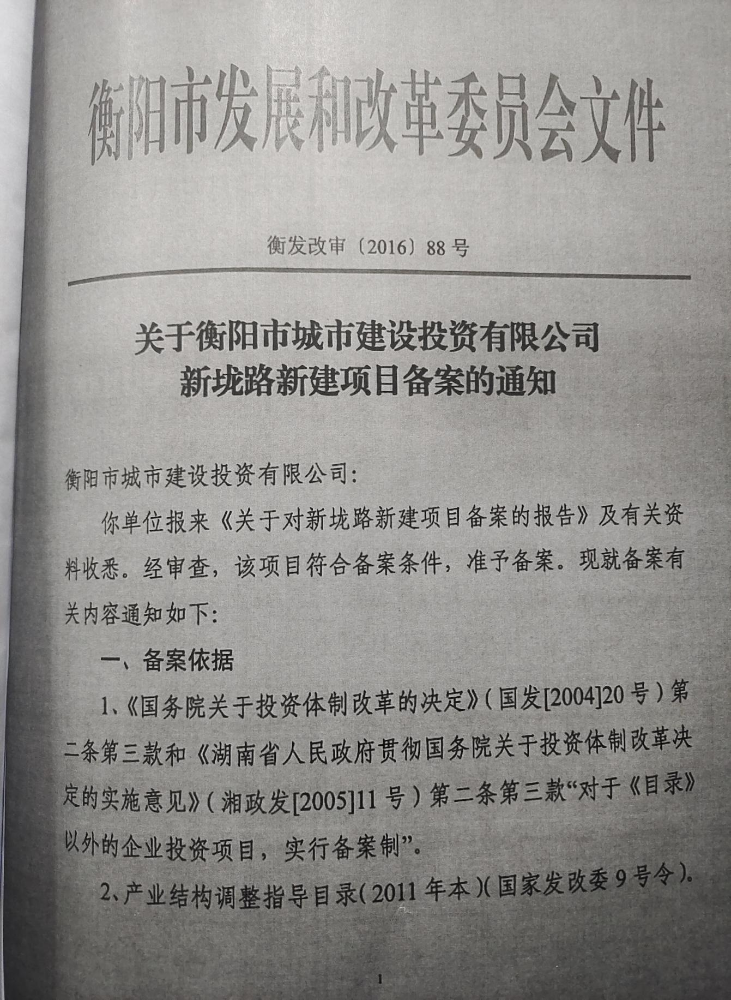 衡阳市发展和改革委员会文件
衡发改审〔2016〕88 号
关于衡阳市城市建设投资有限公司
新垅路新建项目备案的通知
衡阳市城市建设投资有限公司：
你单位报来《关于对新垅路新建项目备案的报告》及有关资
料收悉。经审查，该项目符合备案条件，准予备案。现就备案有
关内容通知如下：
一、备案依据
1、《国务院关于投资体制改革的决定》（国发[2004]20 号）第
二条第三款和《湖南省人民政府贯彻国务院关于投资体制改革决
定的实施意见》（湘政发[2005]11 号）第二条第三款“对于《目录》
以外的企业投资项目，实行备案制”。
2、产业结构调整指导目录（2011 年本）（国家发改委 9 号令）。
1